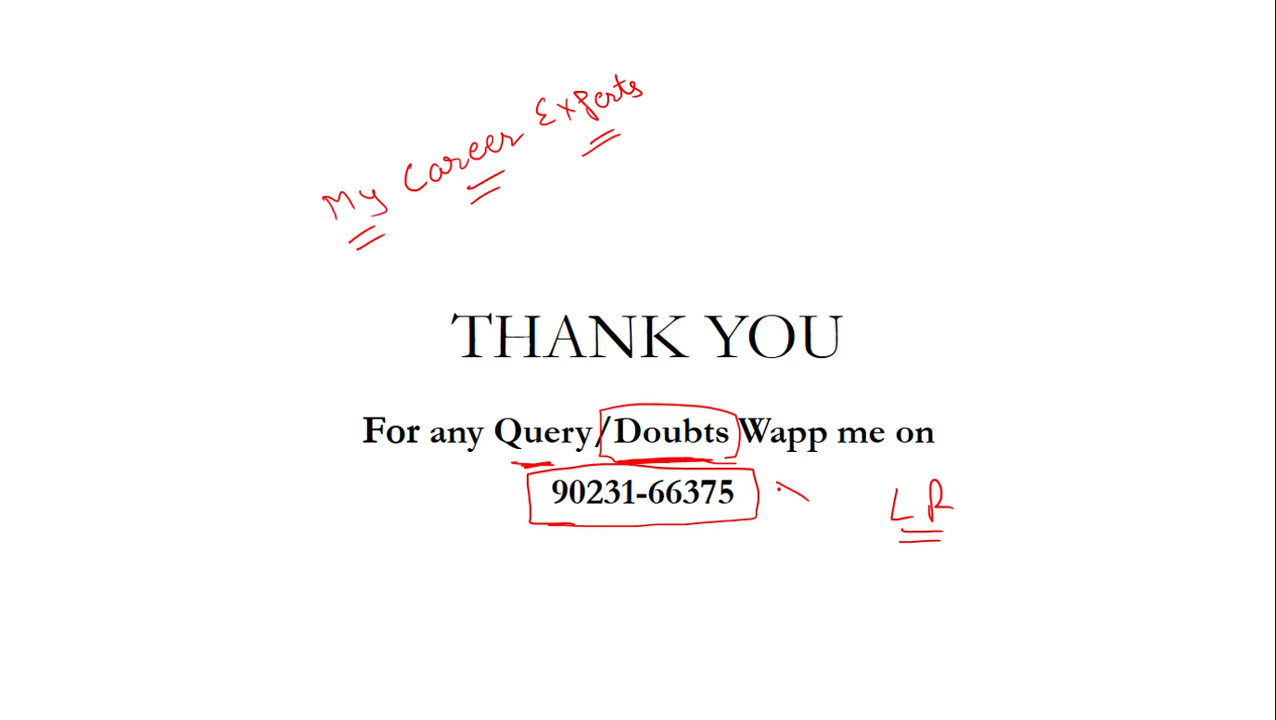 My Career Experts
THANK YOU
For any Query/Doubts Wapp me on
90231-66375
LR